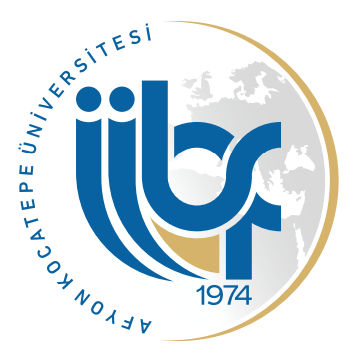 AFYON KOCATEPE ÜNİVERSİTESİ
iibf
1974